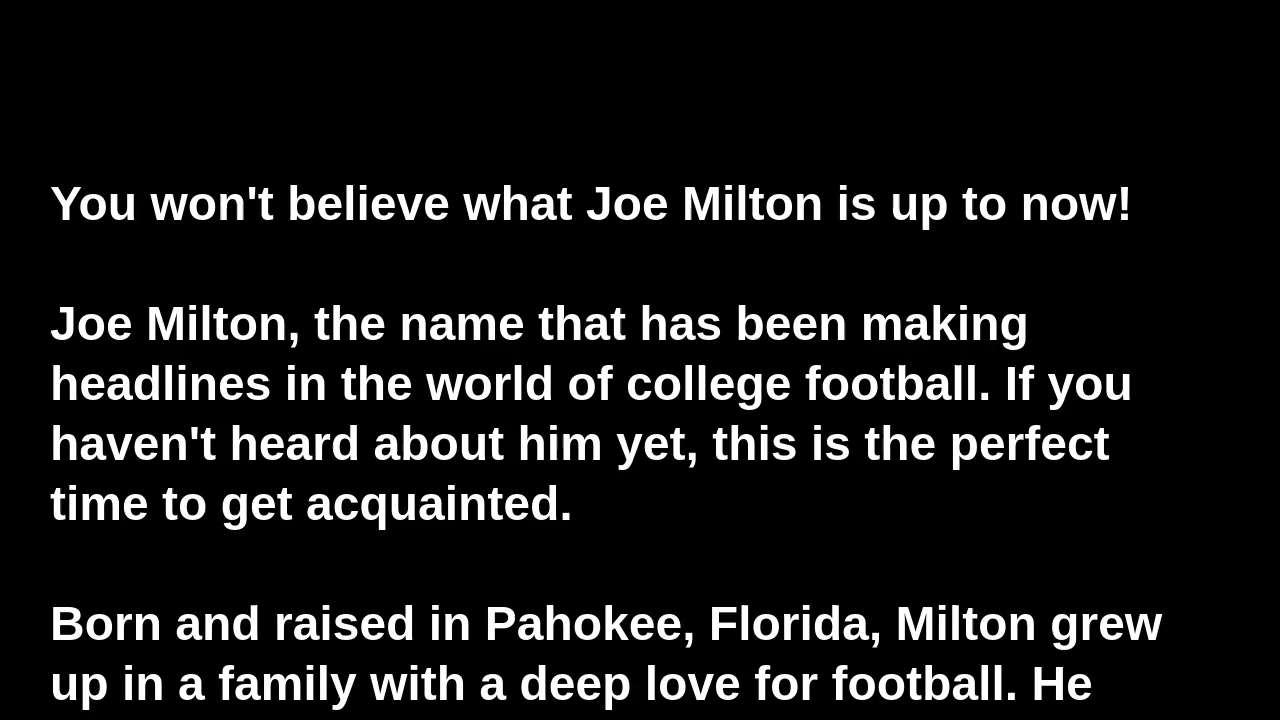 You won't believe what Joe Milton is up to now!
Joe Milton, the name that has been making
headlines in the world of college football. If you
haven't heard about him yet, this is the perfect
time to get acquainted.
Born and raised in Pahokee, Florida, Milton grew
up in a family with a deep love for football. He